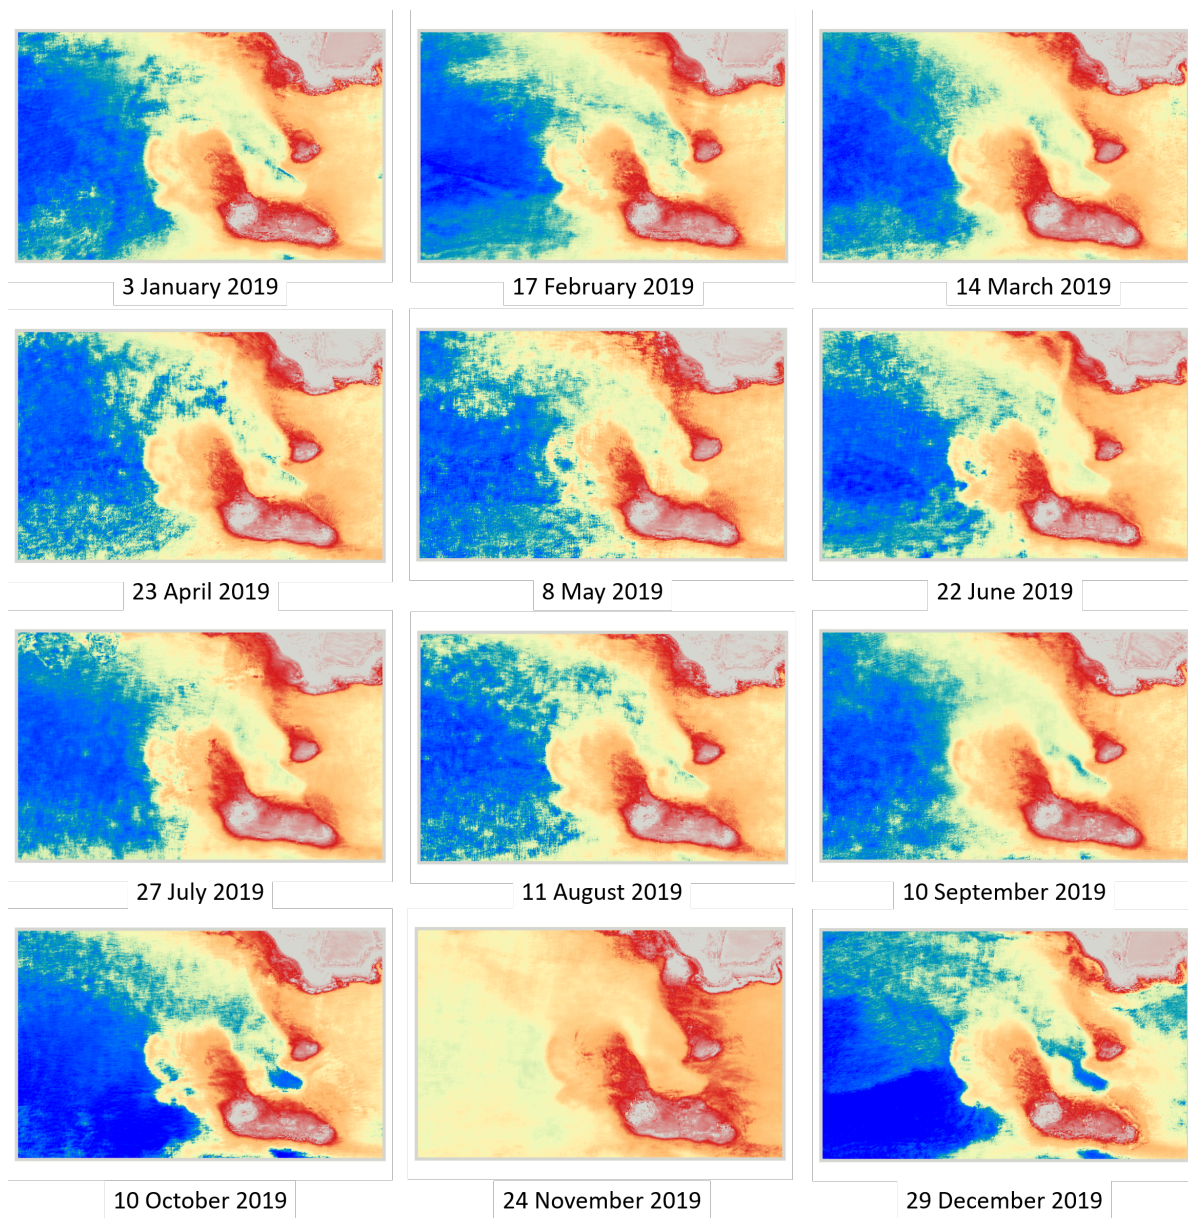 3 January 2019
17 February 2019
14 March 2019
23 April 2019
8 May 2019
22 June 2019
27 July 2019
11 August 2019
10 September 2019
10 October 2019
24 November 2019
29 December 2019